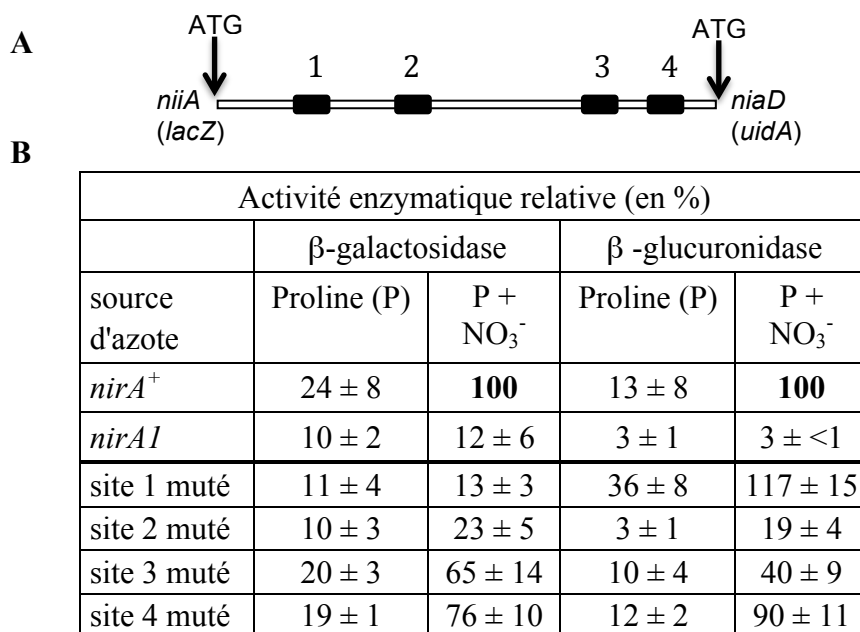 A
ATG
ATG
1 2 3 4
niiA
(lacZ)
niaD
(uidA)
B
Activité enzymatique relative (en %)
β-galactosidase β -glucuronidase
source d'azote Proline (P) P + NO₃⁻ Proline (P) P + NO₃⁻
nirA⁺ 24 ± 8 100 13 ± 8 100
nirA1 10 ± 2 12 ± 6 3 ± 1 3 ± <1
site 1 muté 11 ± 4 13 ± 3 36 ± 8 117 ± 15
site 2 muté 10 ± 3 23 ± 5 3 ± 1 19 ± 4
site 3 muté 20 ± 3 65 ± 14 10 ± 4 40 ± 9
site 4 muté 19 ± 1 76 ± 10 12 ± 2 90 ± 11